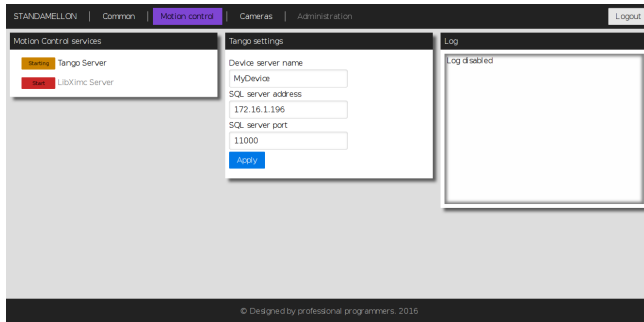 STANDAMELLON | Common | Motion control | Cameras | Administration Logout
Motion Control services
Starting Tango Server
Start LibXimc Server
Tango settings
Device server name
MyDevice
SQL server address
172.16.1.196
SQL server port
11000
Apply
Log
Log disabled
© Designed by professional programmers. 2016